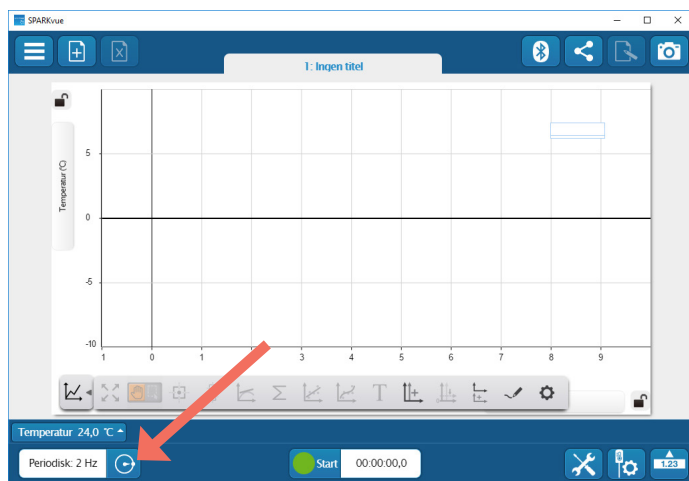 SPARKvue
1: Ingen titel
Temperatur (°C)
5
0
-5
-10
1 0 1 3 4 5 6 7 8 9
Temperatur 24,0 °C
Periodisk: 2 Hz
Start 00:00:00,0
1.23